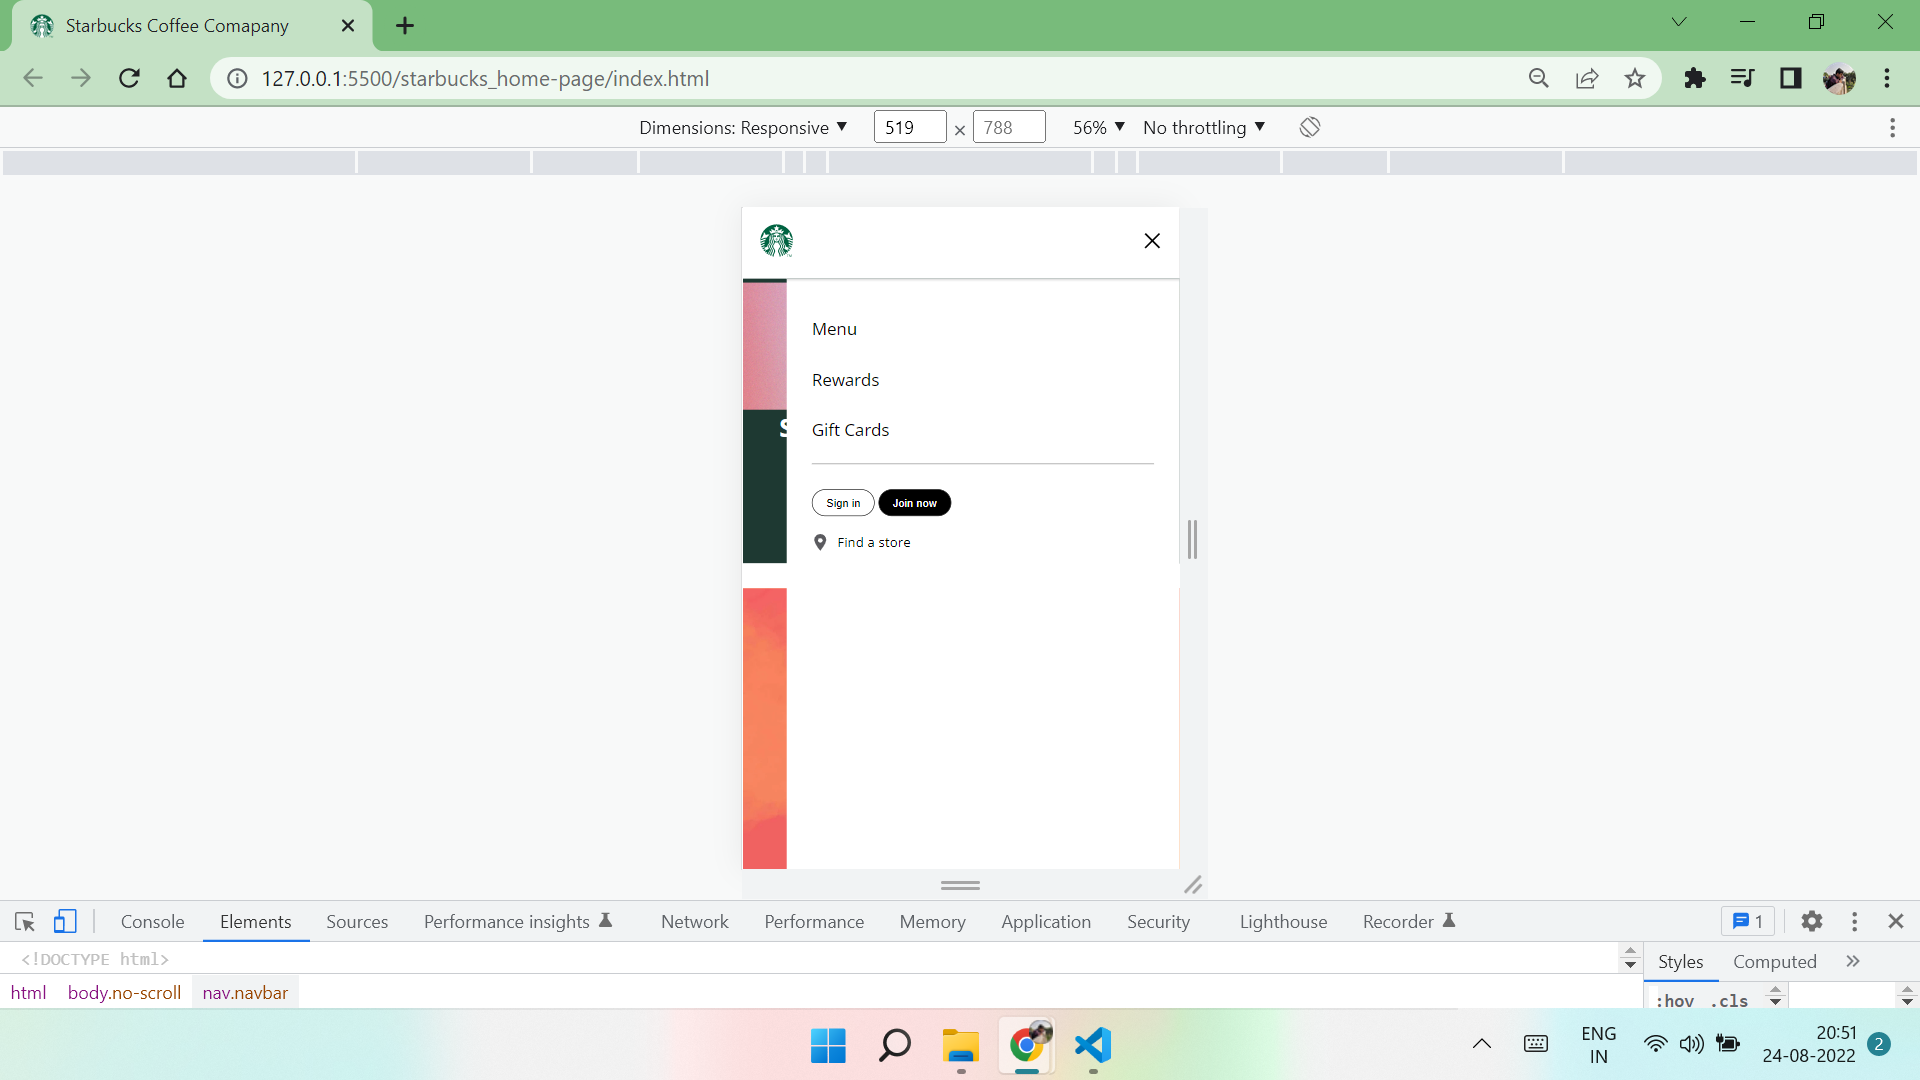 Starbucks Coffee Comapany
127.0.0.1:5500/starbucks_home-page/index.html
Dimensions: Responsive 519 × 788 56% No throttling
Menu
Rewards
S
Gift Cards
Sign in Join now
Find a store
Console Elements Sources Performance insights Network Performance Memory Application Security Lighthouse Recorder 1
<!DOCTYPE html>
Styles Computed
html body.no-scroll nav.navbar
:hov .cls
ENG
IN
20:51
24-08-2022
2